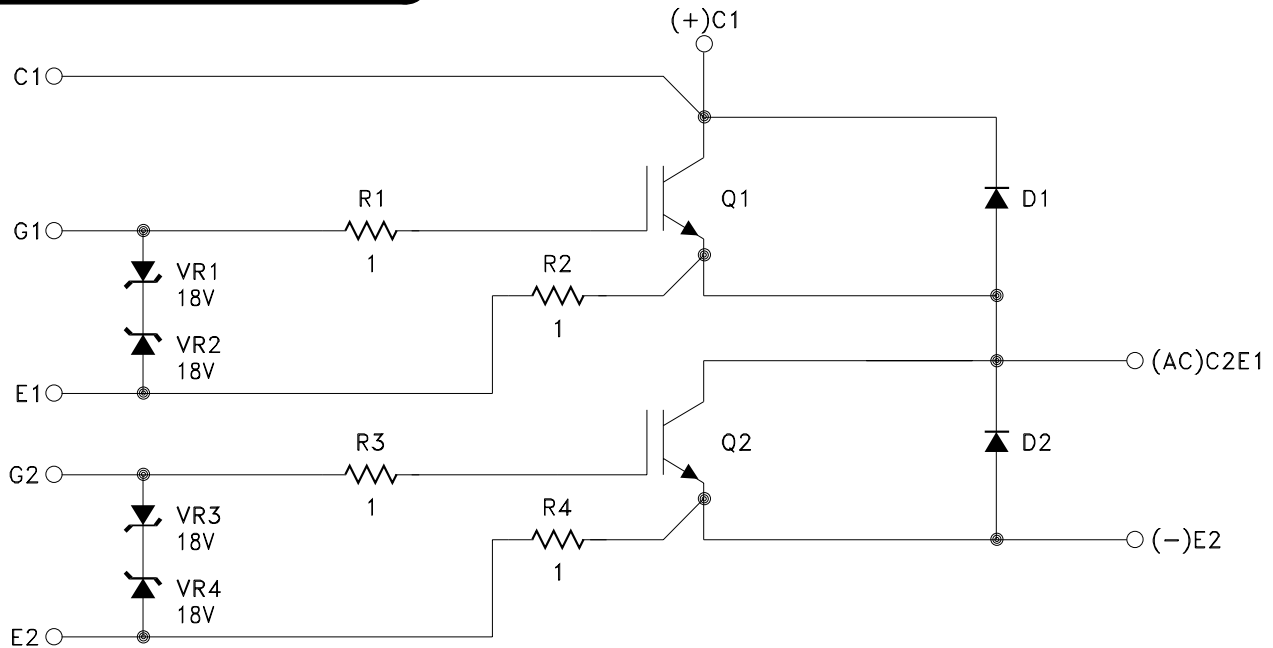 (+)C1
C1
R1
Q1
D1
G1
1
R2
VR1
18V
1
VR2
18V
(AC)C2E1
E1
R3
Q2
D2
G2
1
R4
VR3
18V
(-)E2
1
VR4
18V
E2